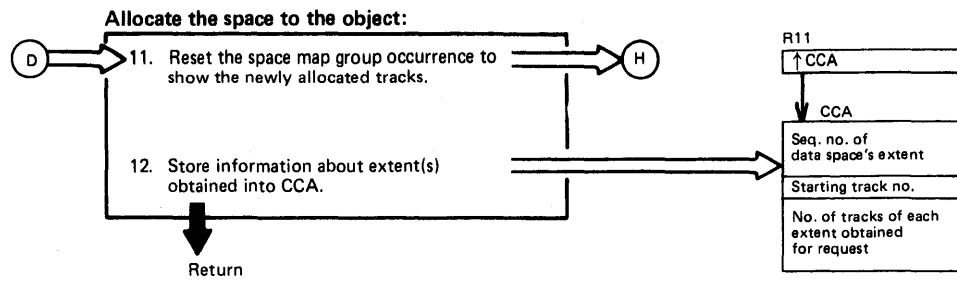 Allocate the space to the object:
D
11. Reset the space map group occurrence to
show the newly allocated tracks.
H
R11
↑ CCA
CCA
12. Store information about extent(s)
obtained into CCA.
Seq. no. of
data space's extent
Starting track no.
No. of tracks of each
extent obtained
for request
Return